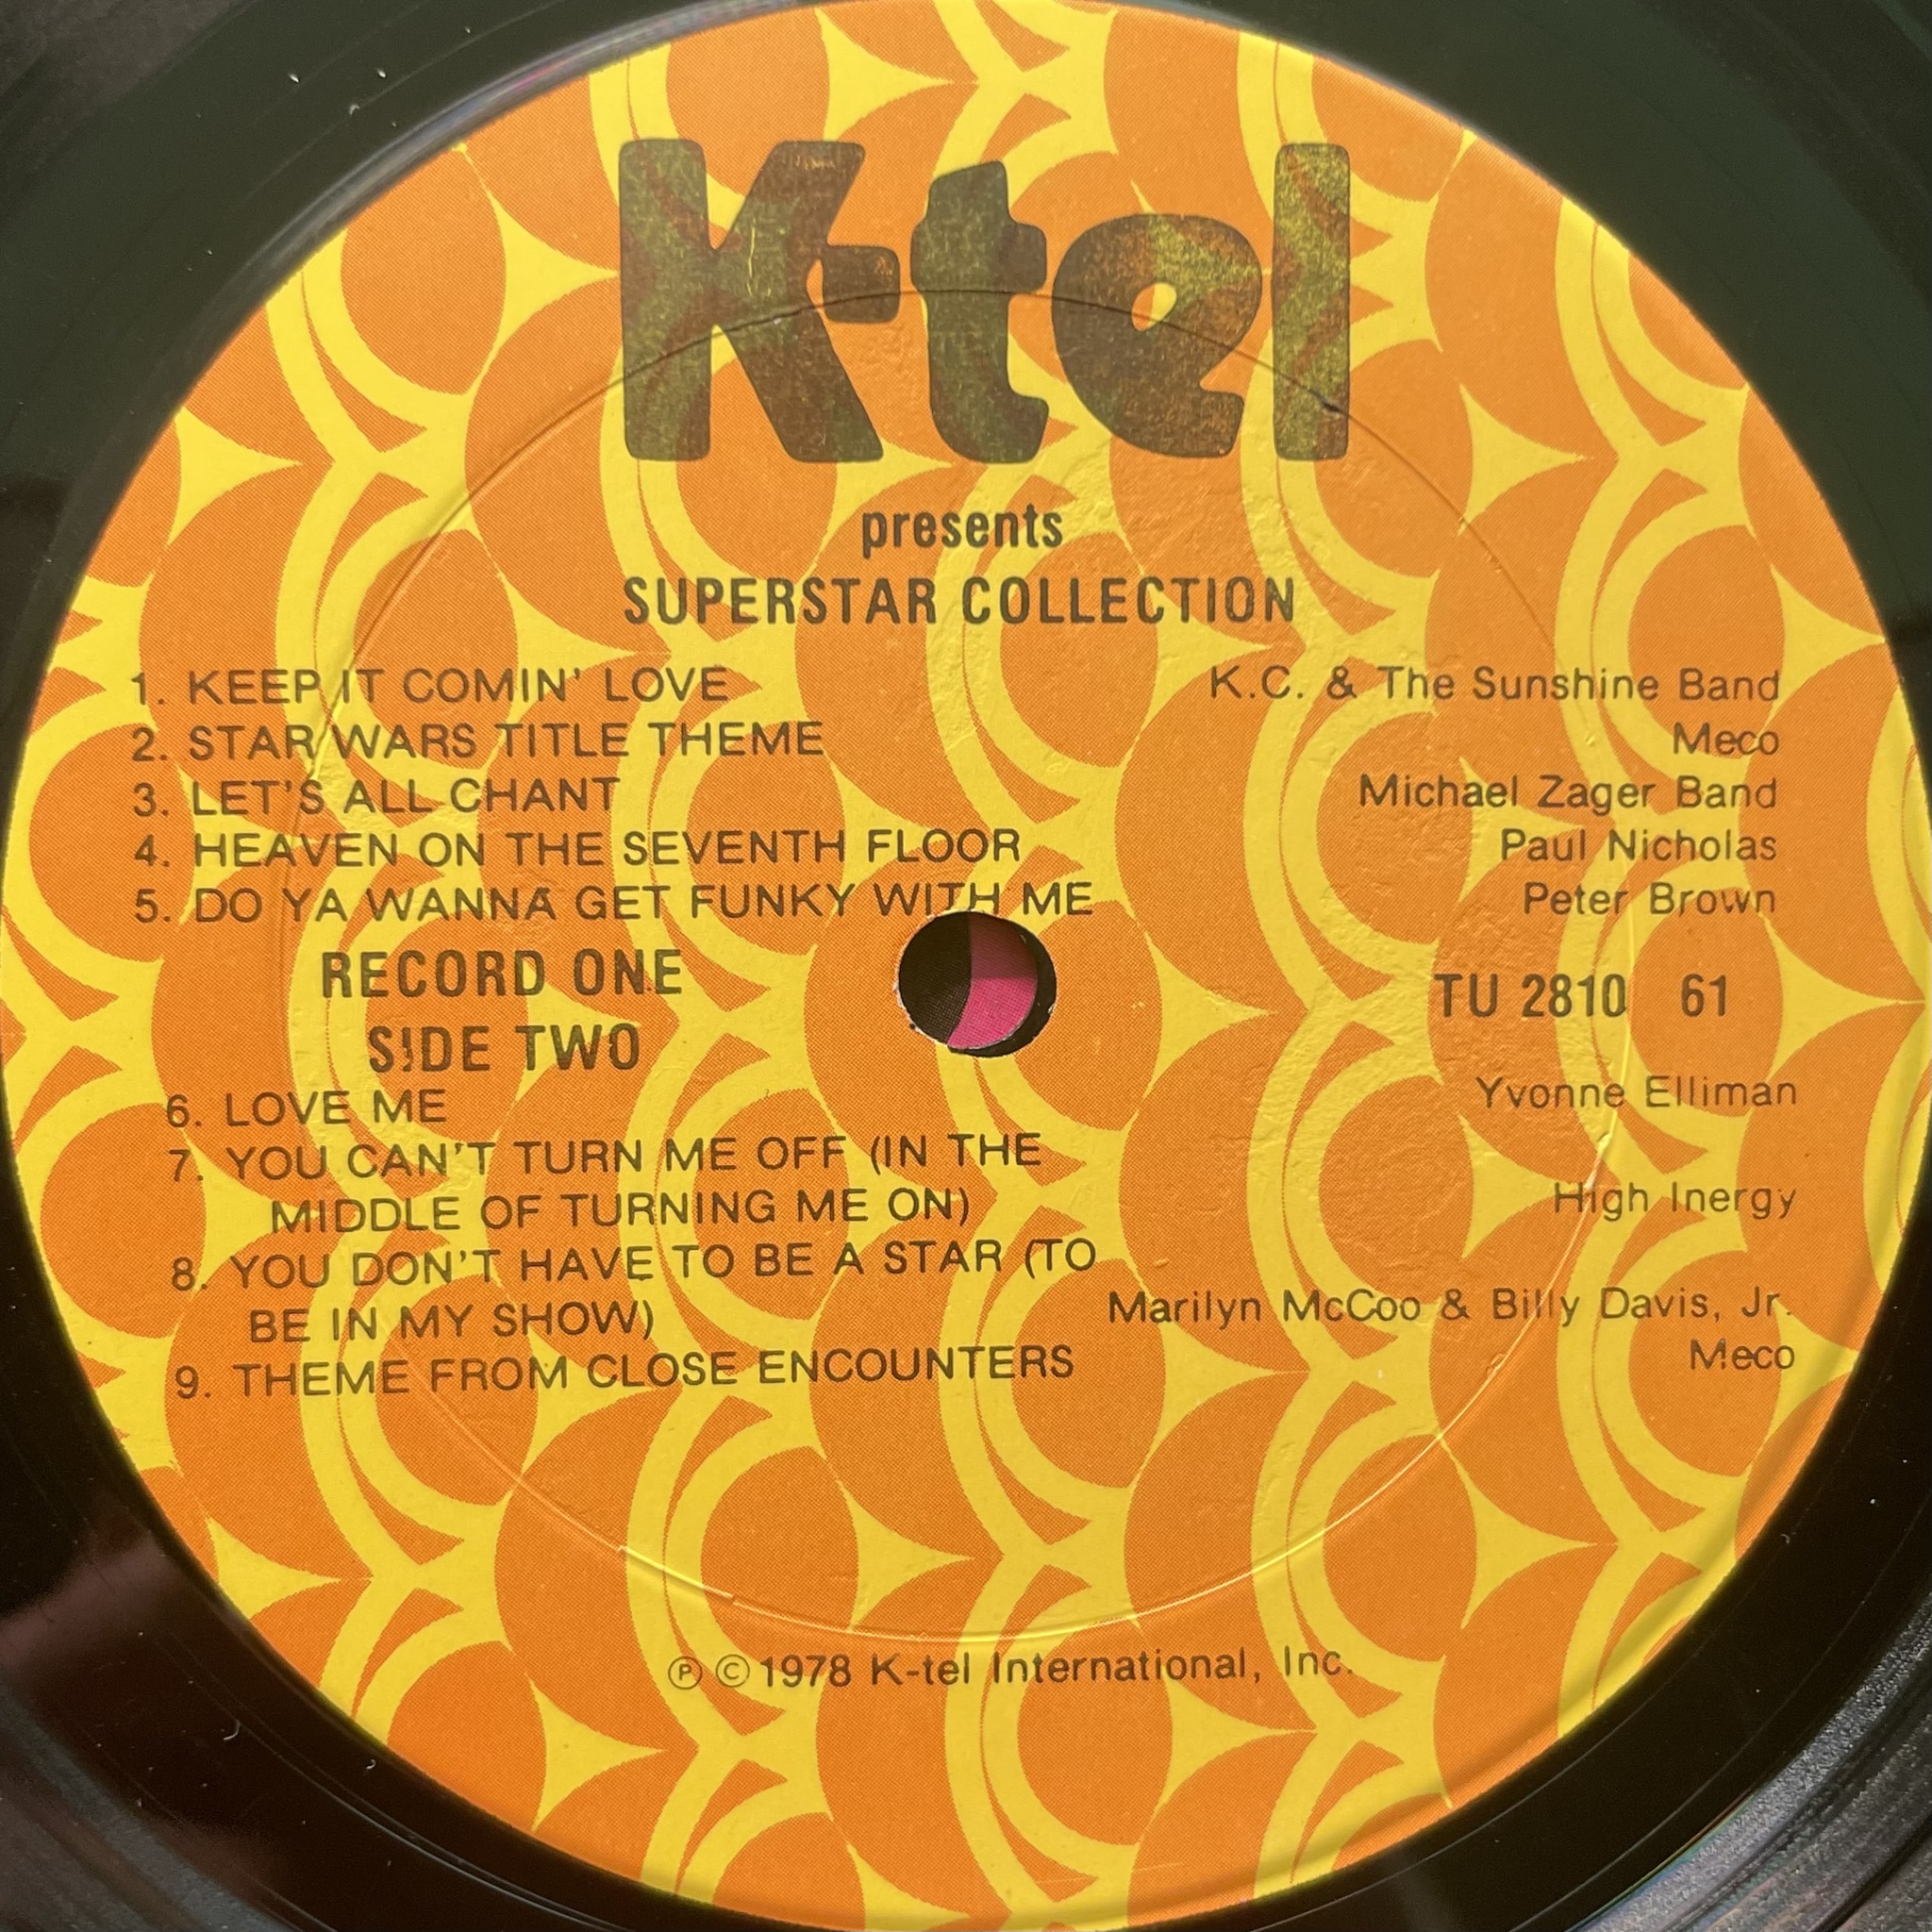 K-tel
presents
SUPERSTAR COLLECTION
1. KEEP IT COMIN' LOVE K.C. & The Sunshine Band
2. STAR WARS TITLE THEME Meco
3. LET'S ALL CHANT Michael Zager Band
4. HEAVEN ON THE SEVENTH FLOOR Paul Nicholas
5. DO YA WANNA GET FUNKY WITH ME Peter Brown
RECORD ONE TU 2810 61
SIDE TWO
6. LOVE ME Yvonne Elliman
7. YOU CAN'T TURN ME OFF (IN THE
MIDDLE OF TURNING ME ON) High Inergy
8. YOU DON'T HAVE TO BE A STAR (TO
BE IN MY SHOW) Marilyn McCoo & Billy Davis, Jr.
9. THEME FROM CLOSE ENCOUNTERS Meco
Ⓟ ©1978 K-tel International, Inc.